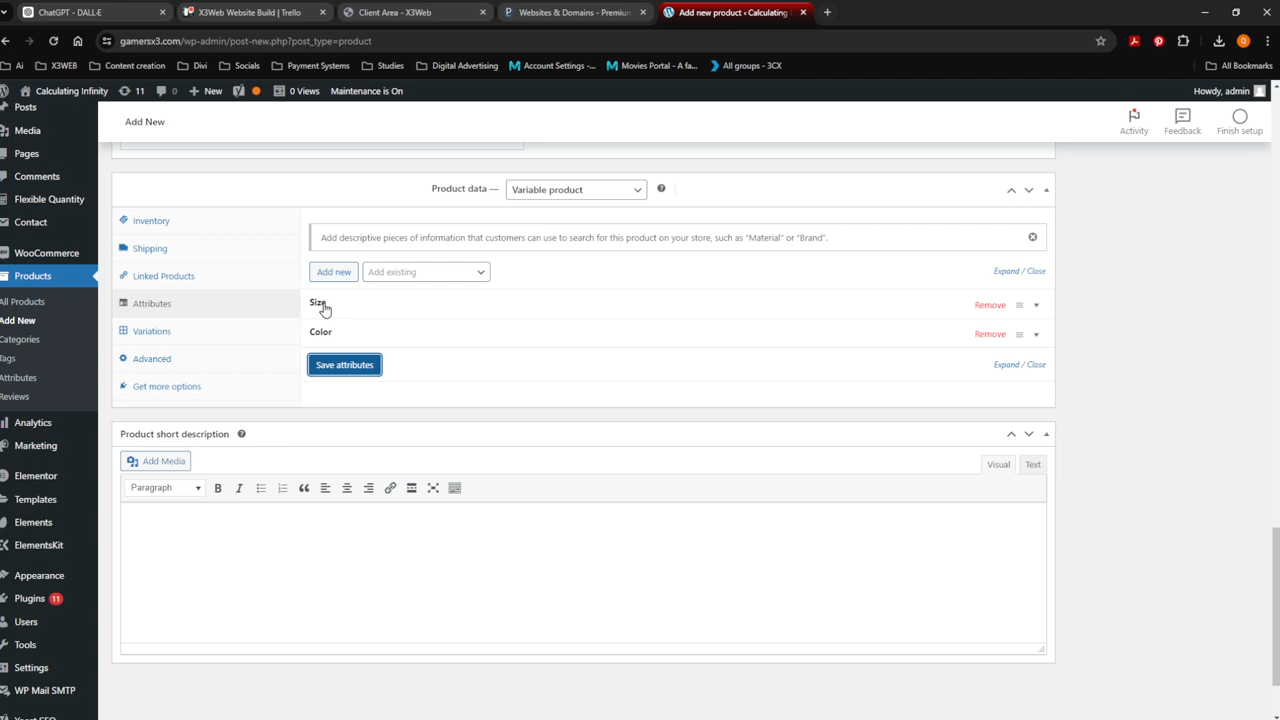 ChatGPT - DALL-E
X3Web Website Build | Trello
Client Area - X3Web
Websites & Domains - Premium
Add new product ‹ Calculating
gamersx3.com/wp-admin/post-new.php?post_type=product
Ai
X3WEB
Content creation
Divi
Socials
Payment Systems
Studies
Digital Advertising
Account Settings -...
Movies Portal - A fa...
All groups - 3CX
All Bookmarks
Calculating Infinity
11
0
New
0 Views
Maintenance is On
Howdy, admin
Posts
Media
Pages
Comments
Flexible Quantity
Contact
WooCommerce
Products
All Products
Add New
Categories
Tags
Attributes
Reviews
Analytics
Marketing
Elementor
Templates
Elements
ElementsKit
Appearance
Plugins 11
Users
Tools
Settings
WP Mail SMTP
Yoast SEO
Add New
Activity
Feedback
Finish setup
Product data —
Variable product
Inventory
Shipping
Linked Products
Attributes
Variations
Advanced
Get more options
Add descriptive pieces of information that customers can use to search for this product on your store, such as "Material" or "Brand".
Add new
Add existing
Expand / Close
Size
Remove
Color
Remove
Save attributes
Expand / Close
Product short description
Add Media
Visual
Text
Paragraph